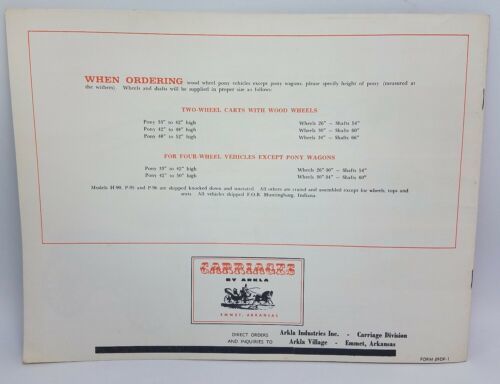 WHEN ORDERING wood wheel pony vehicles except pony wagons, please specify height of pony (measured at
the withers). Wheels and shafts will be supplied in proper size as follows:
TWO-WHEEL CARTS WITH WOOD WHEELS
Pony 35" to 42" high Wheels 26" — Shafts 54"
Pony 42" to 48" high Wheels 30" — Shafts 60"
Pony 48" to 52" high Wheels 34" — Shafts 66"
FOR FOUR-WHEEL VEHICLES EXCEPT PONY WAGONS
Pony 35" to 42" high Wheels 26" 30" — Shafts 54"
Pony 42" to 50" high Wheels 30" 34" — Shafts 60"
Models H-90, P-95 and P-96 are shipped knocked down and uncrated. All others are crated and assembled except for wheels, tops and
seats. All vehicles shipped F.O.B. Huntingburg, Indiana
CARRIAGES
BY ARKLA
EMMET, ARKANSAS
DIRECT ORDERS Arkla Industries Inc. - Carriage Division
AND INQUIRIES TO Arkla Village - Emmet, Arkansas